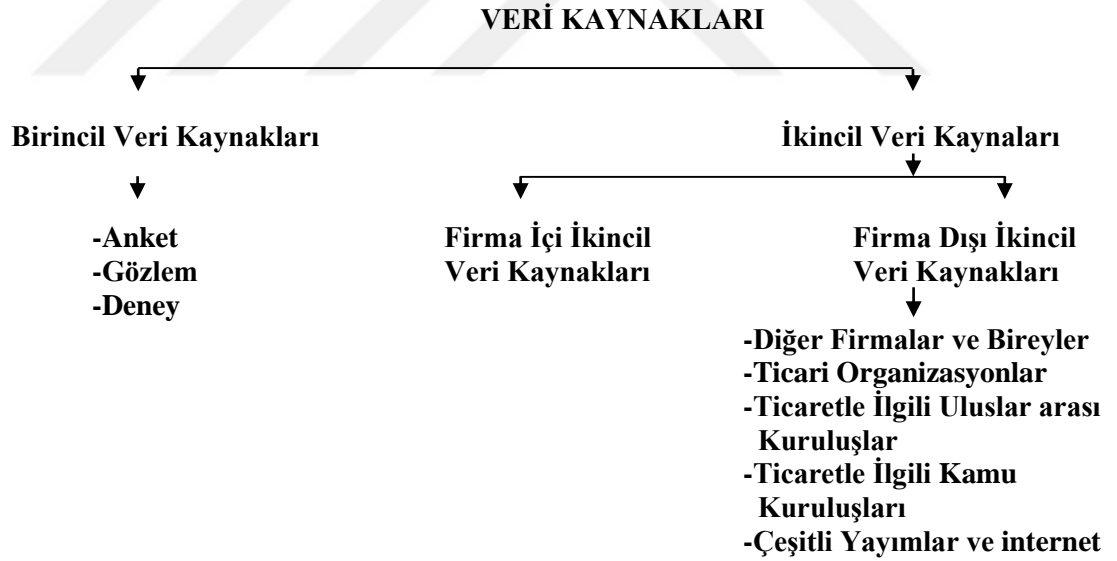 VERİ KAYNAKLARI
Birincil Veri Kaynakları
İkincil Veri Kaynaları
-Anket
-Gözlem
-Deney
Firma İçi İkincil
Veri Kaynakları
Firma Dışı İkincil
Veri Kaynakları
-Diğer Firmalar ve Bireyler
-Ticari Organizasyonlar
-Ticaretle İlgili Uluslar arası
Kuruluşlar
-Ticaretle İlgili Kamu
Kuruluşları
-Çeşitli Yayımlar ve internet